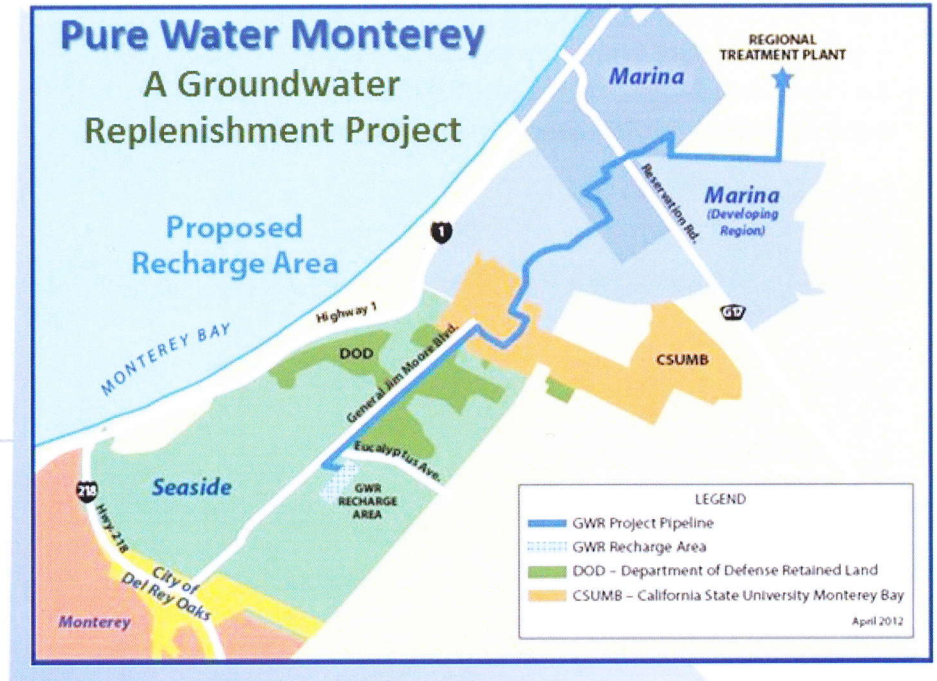 Pure Water Monterey
A Groundwater
Replenishment Project
REGIONAL
TREATMENT PLANT
Marina
Proposed
Recharge Area
Marina
(Developing
Region)
Reservation Rd.
1
G17
MONTEREY BAY
Highway 1
DOD
General Jim Moore Blvd.
CSUMB
Eucalyptus Ave.
Seaside
GWR
RECHARGE
AREA
218
Hwy. 218
City of
Del Rey Oaks
Monterey
LEGEND
GWR Project Pipeline
GWR Recharge Area
DOD – Department of Defense Retained Land
CSUMB – California State University Monterey Bay
April 2012